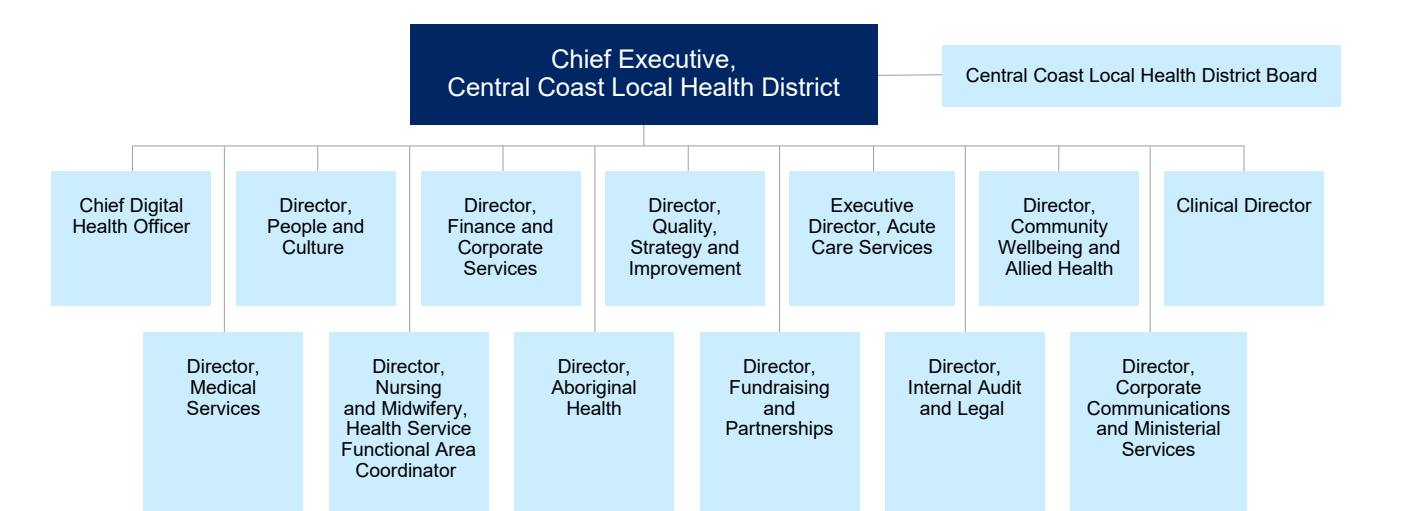 Chief Executive,
Central Coast Local Health District
Central Coast Local Health District Board
Chief Digital
Health Officer
Director,
People and
Culture
Director,
Finance and
Corporate
Services
Director,
Quality,
Strategy and
Improvement
Executive
Director, Acute
Care Services
Director,
Community
Wellbeing and
Allied Health
Clinical Director
Director,
Medical
Services
Director,
Nursing
and Midwifery,
Health Service
Functional Area
Coordinator
Director,
Aboriginal
Health
Director,
Fundraising
and
Partnerships
Director,
Internal Audit
and Legal
Director,
Corporate
Communications
and Ministerial
Services